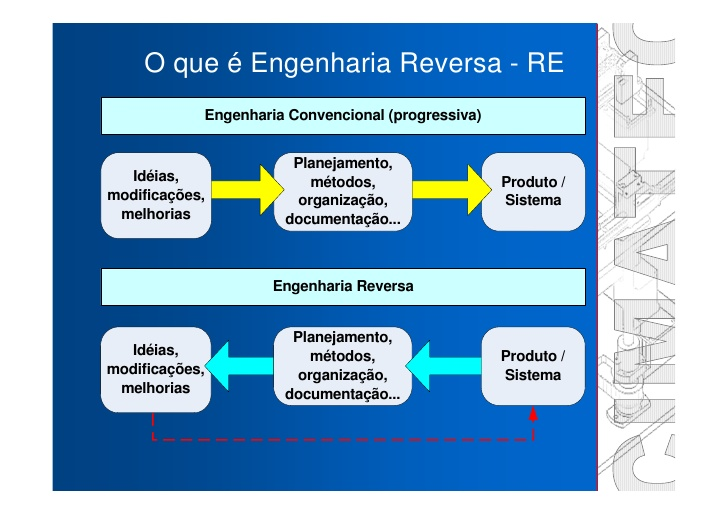 O que é Engenharia Reversa - RE
Engenharia Convencional (progressiva)
Idéias,
modificações,
melhorias
Planejamento,
métodos,
organização,
documentação...
Produto /
Sistema
Engenharia Reversa
Idéias,
modificações,
melhorias
Planejamento,
métodos,
organização,
documentação...
Produto /
Sistema
CIMATEC